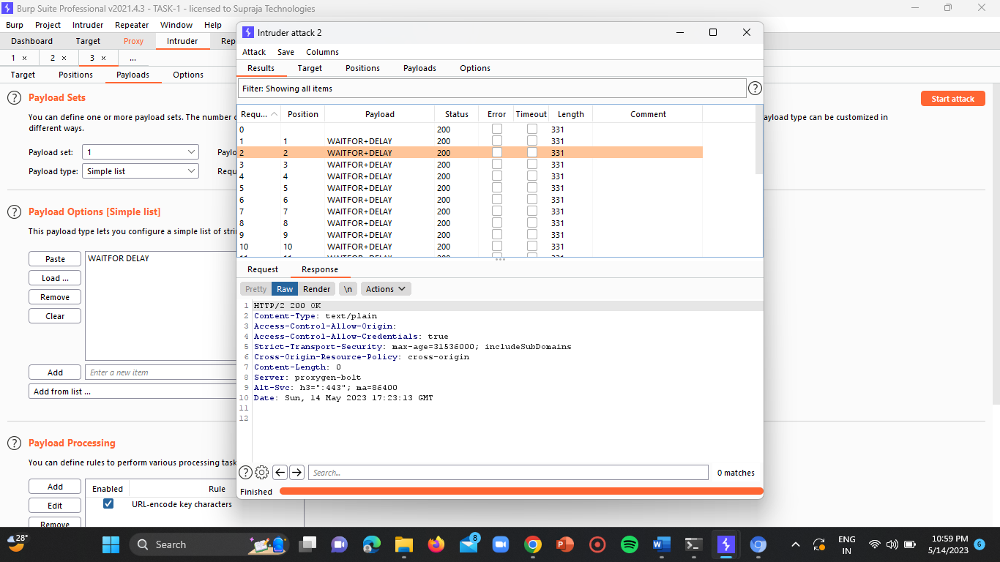 Burp Suite Professional v2021.4.3 - TASK-1 - licensed to Supraja Technologies
Burp Project Intruder Repeater Window Help
Dashboard Target Proxy Intruder Rep
1 × 2 × 3 × ...
Target Positions Payloads Options
? Payload Sets
Start attack
You can define one or more payload sets. The number o
ayload type can be customized in
different ways.
Payload set: 1 Paylo
Payload type: Simple list Requ
? Payload Options [Simple list]
This payload type lets you configure a simple list of stri
Paste WAITFOR DELAY
Load ...
Remove
Clear
Add Enter a new item
Add from list ...
? Payload Processing
You can define rules to perform various processing task
Add Enabled Rule
Edit URL-encode key characters
Remove
Intruder attack 2
Attack Save Columns
Results Target Positions Payloads Options
Filter: Showing all items ?
Requ... Position Payload Status Error Timeout Length Comment
0 200 331
1 1 WAITFOR+DELAY 200 331
2 2 WAITFOR+DELAY 200 331
3 3 WAITFOR+DELAY 200 331
4 4 WAITFOR+DELAY 200 331
5 5 WAITFOR+DELAY 200 331
6 6 WAITFOR+DELAY 200 331
7 7 WAITFOR+DELAY 200 331
8 8 WAITFOR+DELAY 200 331
9 9 WAITFOR+DELAY 200 331
10 10 WAITFOR+DELAY 200 331
11 11 WAITFOR+DELAY 200 331
Request Response
Pretty Raw Render \n Actions
1 HTTP/2 200 OK
2 Content-Type: text/plain
3 Access-Control-Allow-Origin:
4 Access-Control-Allow-Credentials: true
5 Strict-Transport-Security: max-age=31536000; includeSubDomains
6 Cross-Origin-Resource-Policy: cross-origin
7 Content-Length: 0
8 Server: proxygen-bolt
9 Alt-Svc: h3=":443"; ma=86400
10 Date: Sun, 14 May 2023 17:23:13 GMT
11
12
? Search... 0 matches
Finished
28° Search 8 ENG 10:59 PM
IN 5/14/2023 6